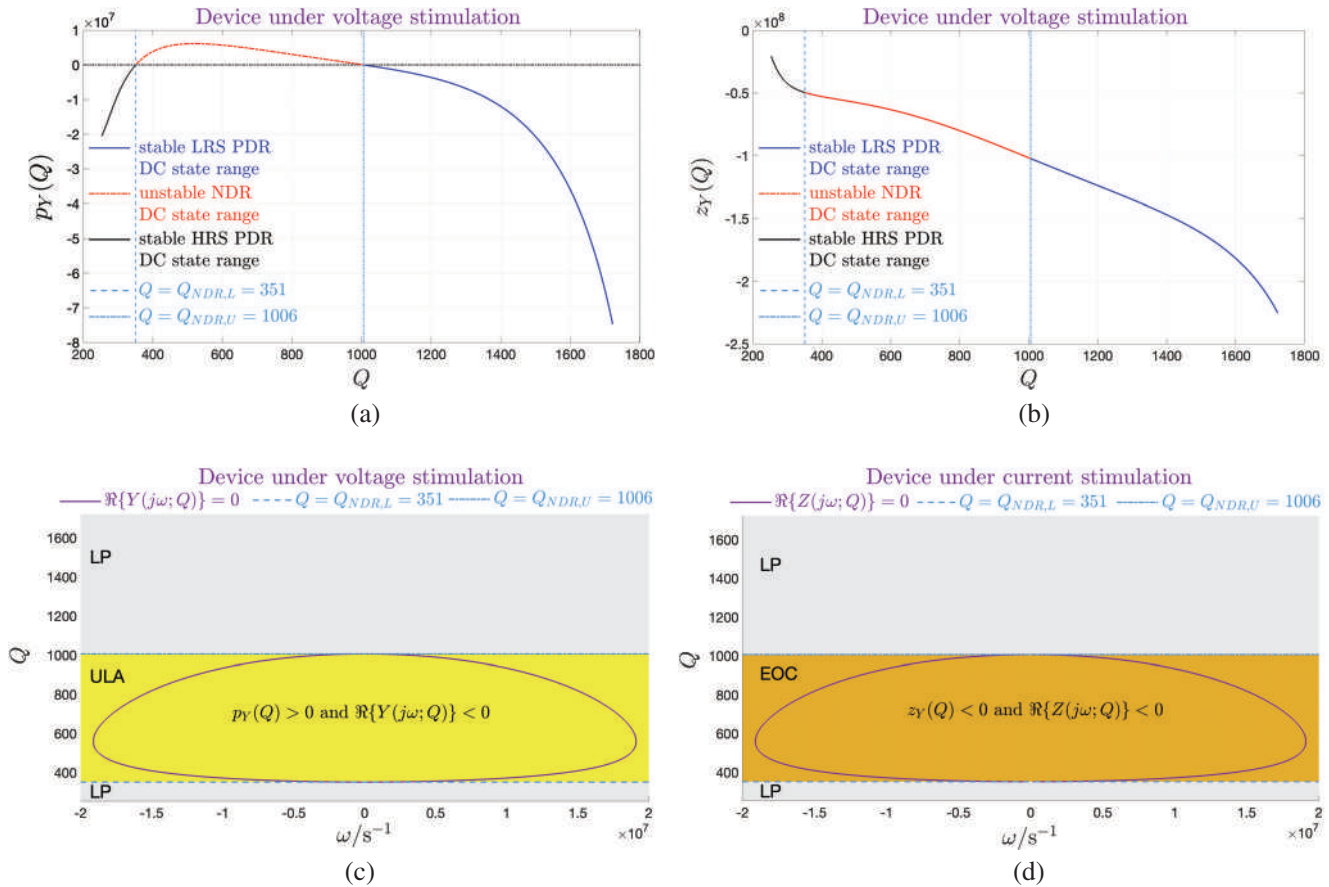 Device under voltage stimulation
×10⁷
1
0
-1
-2
-3
-4
-5
-6
-7
-8
p_Y(Q)
stable LRS PDR
DC state range
unstable NDR
DC state range
stable HRS PDR
DC state range
Q = Q_{NDR,L} = 351
Q = Q_{NDR,U} = 1006
200 400 600 800 1000 1200 1400 1600 1800
Q
(a)
Device under voltage stimulation
×10⁸
0
-0.5
-1
-1.5
-2
-2.5
z_Y(Q)
stable LRS PDR
DC state range
unstable NDR
DC state range
stable HRS PDR
DC state range
Q = Q_{NDR,L} = 351
Q = Q_{NDR,U} = 1006
200 400 600 800 1000 1200 1400 1600 1800
Q
(b)
Device under voltage stimulation
ℜ{Y(jω; Q)} = 0 Q = Q_{NDR,L} = 351 Q = Q_{NDR,U} = 1006
1600
1400
1200
1000
800
600
400
Q
LP
ULA
p_Y(Q) > 0 and ℜ{Y(jω; Q)} < 0
LP
-2 -1.5 -1 -0.5 0 0.5 1 1.5 2
×10⁷
ω/s⁻¹
(c)
Device under current stimulation
ℜ{Z(jω; Q)} = 0 Q = Q_{NDR,L} = 351 Q = Q_{NDR,U} = 1006
1600
1400
1200
1000
800
600
400
Q
LP
EOC
z_Y(Q) < 0 and ℜ{Z(jω; Q)} < 0
LP
-2 -1.5 -1 -0.5 0 0.5 1 1.5 2
×10⁷
ω/s⁻¹
(d)